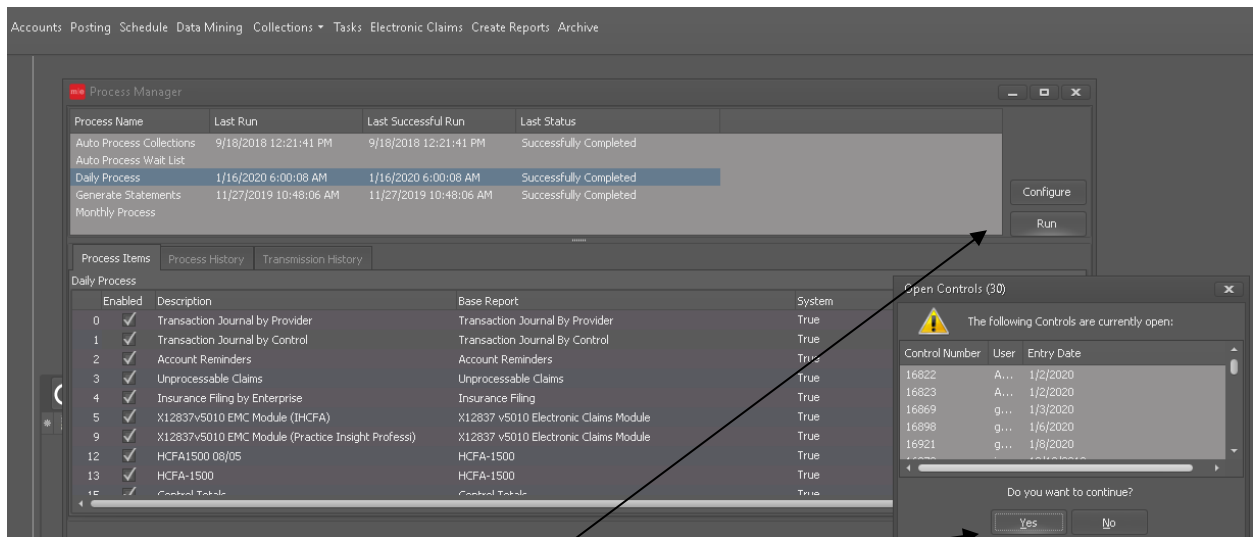 Accounts Posting Schedule Data Mining Collections Tasks Electronic Claims Create Reports Archive
Process Manager
Process Name Last Run Last Successful Run Last Status
Auto Process Collections 9/18/2018 12:21:41 PM 9/18/2018 12:21:41 PM Successfully Completed
Auto Process Wait List
Daily Process 1/16/2020 6:00:08 AM 1/16/2020 6:00:08 AM Successfully Completed
Generate Statements 11/27/2019 10:48:06 AM 11/27/2019 10:48:06 AM Successfully Completed
Monthly Process
Configure
Run
Process Items Process History Transmission History
Daily Process
Enabled Description Base Report System
0 Transaction Journal by Provider Transaction Journal By Provider True
1 Transaction Journal by Control Transaction Journal By Control True
2 Account Reminders Account Reminders True
3 Unprocessable Claims Unprocessable Claims True
4 Insurance Filing by Enterprise Insurance Filing True
5 X12837v5010 EMC Module (IHCFA) X12837 v5010 Electronic Claims Module True
9 X12837v5010 EMC Module (Practice Insight Professi) X12837 v5010 Electronic Claims Module True
12 HCFA1500 08/05 HCFA-1500 True
13 HCFA-1500 HCFA-1500 True
15 Control Totals Control Totals True
Open Controls (30)
The following Controls are currently open:
Control Number User Entry Date
16822 A... 1/2/2020
16823 A... 1/2/2020
16869 g... 1/3/2020
16898 g... 1/6/2020
16921 g... 1/8/2020
Do you want to continue?
Yes No